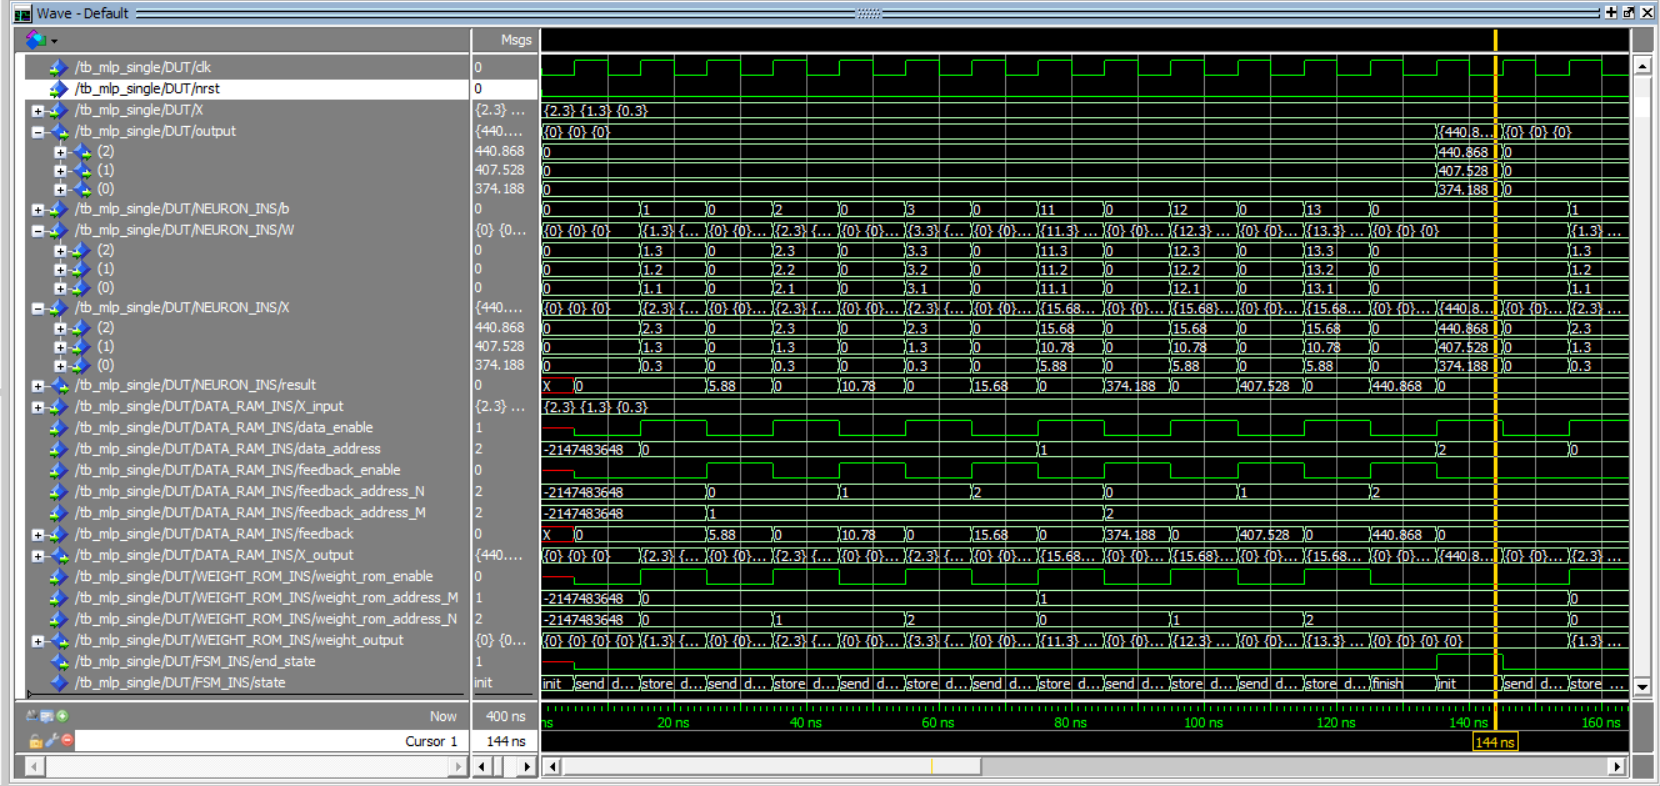 Wave - Default
Msgs
/tb_mlp_single/DUT/clk 0
/tb_mlp_single/DUT/nrst 0
/tb_mlp_single/DUT/X {2.3} ... {2.3} {1.3} {0.3}
/tb_mlp_single/DUT/output {440.... {0} {0} {0} {440.8... {0} {0} {0}
(2) 440.868 0 440.868 0
(1) 407.528 0 407.528 0
(0) 374.188 0 374.188 0
/tb_mlp_single/DUT/NEURON_INS/b 0 0 1 0 2 0 3 0 11 0 12 0 13 0 1
/tb_mlp_single/DUT/NEURON_INS/W {0} {0... {0} {0} {0} {1.3} {... {0} {0}... {2.3} {... {0} {0}... {3.3} {... {0} {0}... {11.3} ... {0} {0}... {12.3} ... {0} {0}... {13.3} ... {0} {0} {0} {1.3} ...
(2) 0 0 1.3 0 2.3 0 3.3 0 11.3 0 12.3 0 13.3 0 1.3
(1) 0 0 1.2 0 2.2 0 3.2 0 11.2 0 12.2 0 13.2 0 1.2
(0) 0 0 1.1 0 2.1 0 3.1 0 11.1 0 12.1 0 13.1 0 1.1
/tb_mlp_single/DUT/NEURON_INS/X {440.... {0} {0} {0} {2.3} {... {0} {0}... {2.3} {... {0} {0}... {2.3} {... {0} {0}... {15.68... {0} {0}... {15.68}... {0} {0}... {15.68... {0} {0}... {440.8... {0} {0}... {2.3} ...
(2) 440.868 0 2.3 0 2.3 0 2.3 0 15.68 0 15.68 0 15.68 0 440.868 0 2.3
(1) 407.528 0 1.3 0 1.3 0 1.3 0 10.78 0 10.78 0 10.78 0 407.528 0 1.3
(0) 374.188 0 0.3 0 0.3 0 0.3 0 5.88 0 5.88 0 5.88 0 374.188 0 0.3
/tb_mlp_single/DUT/NEURON_INS/result 0 X 0 5.88 0 10.78 0 15.68 0 374.188 0 407.528 0 440.868 0
/tb_mlp_single/DUT/DATA_RAM_INS/X_input {2.3} ... {2.3} {1.3} {0.3}
/tb_mlp_single/DUT/DATA_RAM_INS/data_enable 1
/tb_mlp_single/DUT/DATA_RAM_INS/data_address 2 -2147483648 0 1 2 0
/tb_mlp_single/DUT/DATA_RAM_INS/feedback_enable 0
/tb_mlp_single/DUT/DATA_RAM_INS/feedback_address_N 2 -2147483648 0 1 2 0 1 2
/tb_mlp_single/DUT/DATA_RAM_INS/feedback_address_M 2 -2147483648 1 2
/tb_mlp_single/DUT/DATA_RAM_INS/feedback 0 X 0 5.88 0 10.78 0 15.68 0 374.188 0 407.528 0 440.868 0
/tb_mlp_single/DUT/DATA_RAM_INS/X_output {440.... {0} {0} {0} {2.3} {... {0} {0}... {2.3} {... {0} {0}... {2.3} {... {0} {0}... {15.68... {0} {0}... {15.68}... {0} {0}... {15.68... {0} {0}... {440.8... {0} {0}... {2.3} ...
/tb_mlp_single/DUT/WEIGHT_ROM_INS/weight_rom_enable 0
/tb_mlp_single/DUT/WEIGHT_ROM_INS/weight_rom_address_M 1 -2147483648 0 1 0
/tb_mlp_single/DUT/WEIGHT_ROM_INS/weight_rom_address_N 2 -2147483648 0 1 2 0 1 2 0
/tb_mlp_single/DUT/WEIGHT_ROM_INS/weight_output {0} {0... {0} {0} {0} {0} {1.3} {... {0} {0}... {2.3} {... {0} {0}... {3.3} {... {0} {0}... {11.3} ... {0} {0}... {12.3} ... {0} {0}... {13.3} ... {0} {0} {0} {0} {1.3} ...
/tb_mlp_single/DUT/FSM_INS/end_state 1
/tb_mlp_single/DUT/FSM_INS/state init init send_d... store_d... send_d... store_d... send_d... store_d... send_d... store_d... send_d... store_d... send_d... store_d... finish init send_d... store_...
Now 400 ns ns 20 ns 40 ns 60 ns 80 ns 100 ns 120 ns 140 ns 160 ns
Cursor 1 144 ns 144 ns